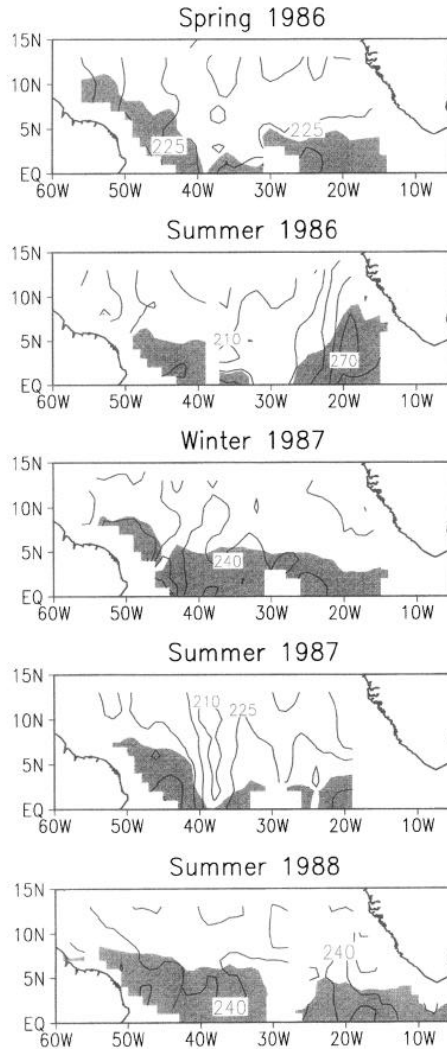 Spring 1986
15N
10N
5N
EQ
225
225
60W 50W 40W 30W 20W 10W
Summer 1986
15N
10N
5N
EQ
210
270
60W 50W 40W 30W 20W 10W
Winter 1987
15N
10N
5N
EQ
240
60W 50W 40W 30W 20W 10W
Summer 1987
15N
10N
5N
EQ
210
225
60W 50W 40W 30W 20W 10W
Summer 1988
15N
10N
5N
EQ
240
240
60W 50W 40W 30W 20W 10W